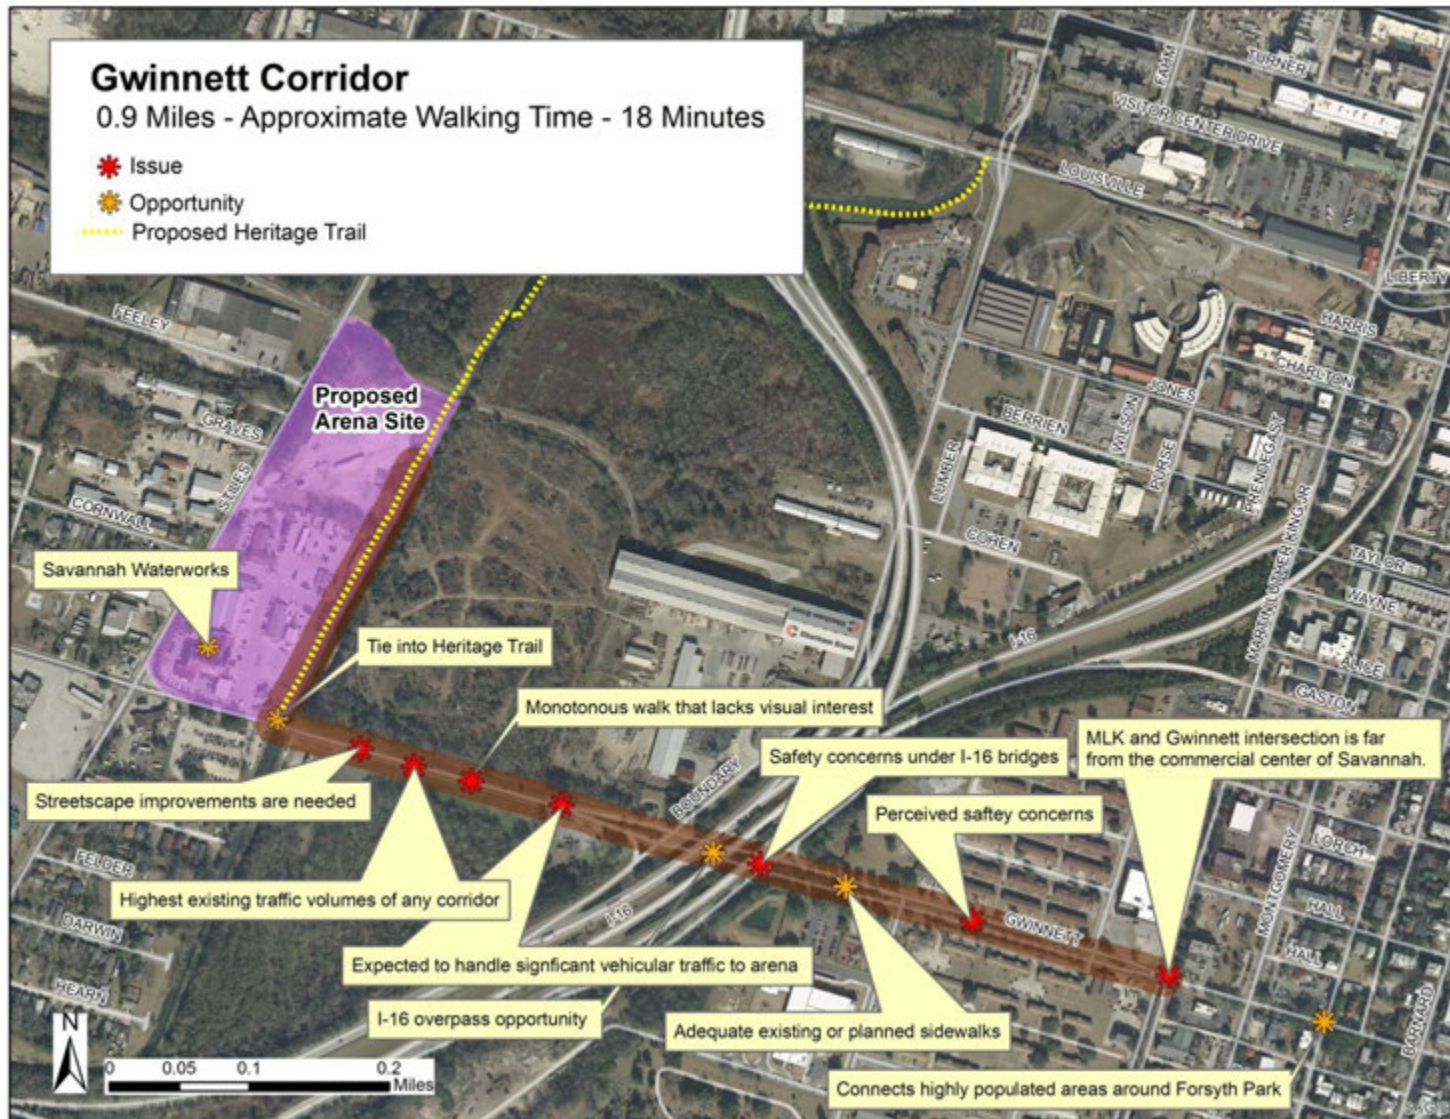 Gwinnett Corridor
0.9 Miles - Approximate Walking Time - 18 Minutes
Issue
Opportunity
Proposed Heritage Trail
TURNER
FAHM
VISITOR CENTER DRIVE
LOUISVILLE
LIBERTY
HARRIS
CHARLTON
JONES
FEELEY
Proposed
Arena Site
GRAVES
STILES
CORNWALL
BERRIEN
WILSON
PURSE
PRENDEGASY
LUMBER
COHEN
MARTIN LUTHER KING JR
TAYLOR
WAYNE
ALICE
GASTON
I-16
Savannah Waterworks
Tie into Heritage Trail
Monotonous walk that lacks visual interest
Safety concerns under I-16 bridges
MLK and Gwinnett intersection is far
from the commercial center of Savannah.
BOUNDARY
Streetscape improvements are needed
Perceived saftey concerns
MONTGOMERY
LORCH
FELDER
Highest existing traffic volumes of any corridor
GWINNETT
HALL
DARWIN
I-16
HALL
Expected to handle signficant vehicular traffic to arena
HEARN
BARNARD
I-16 overpass opportunity
Adequate existing or planned sidewalks
N
0 0.05 0.1 0.2
Miles
Connects highly populated areas around Forsyth Park